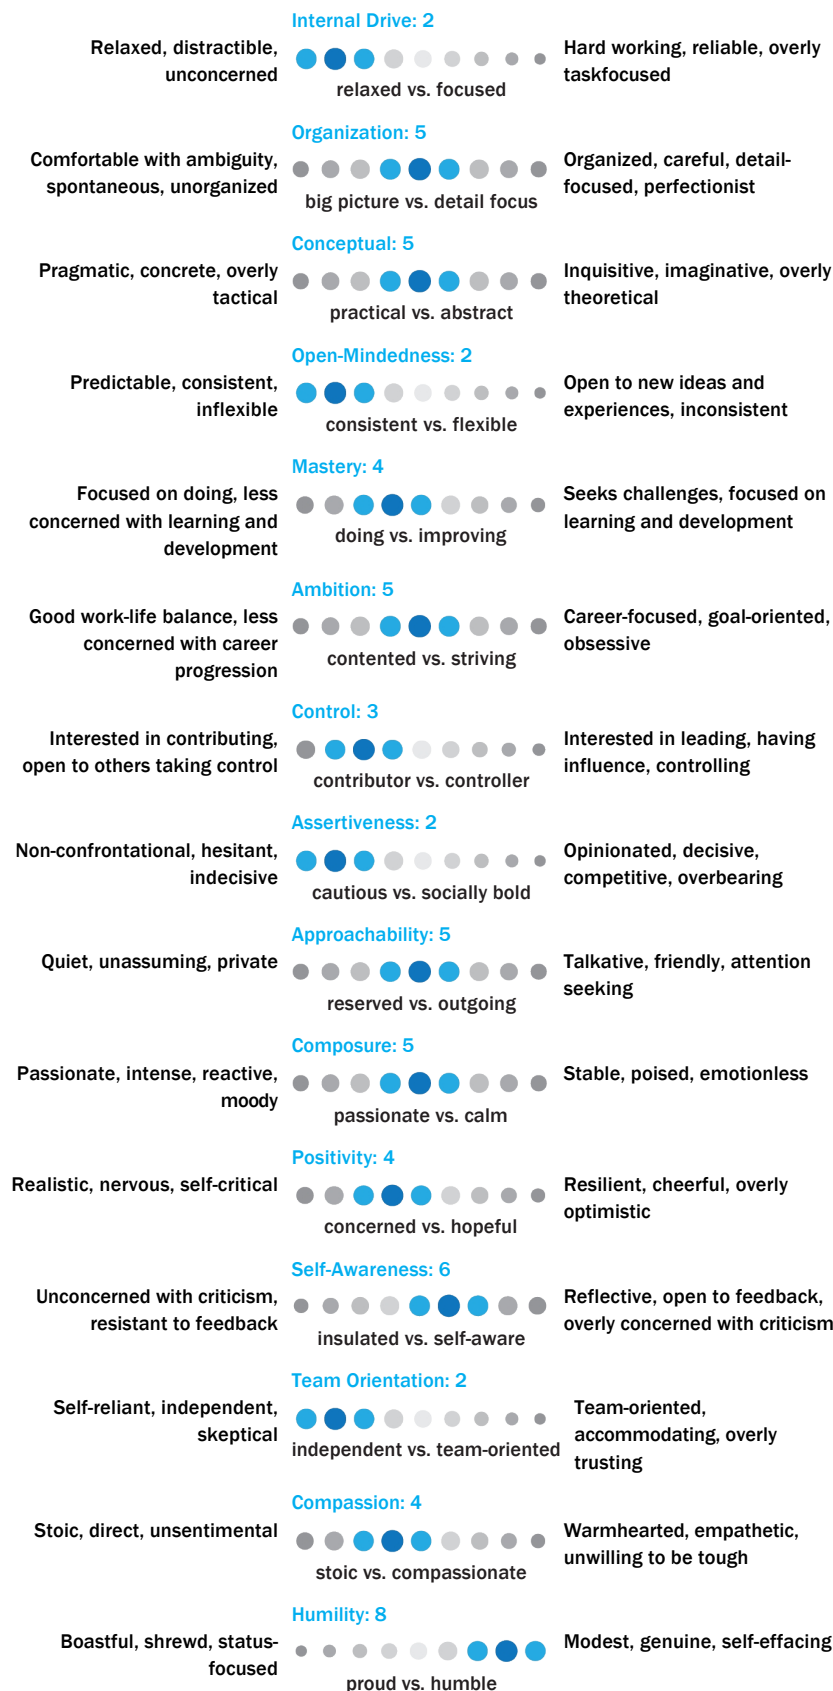 Internal Drive: 2
Relaxed, distractible,
unconcerned
relaxed vs. focused
Hard working, reliable, overly
taskfocused
Organization: 5
Comfortable with ambiguity,
spontaneous, unorganized
big picture vs. detail focus
Organized, careful, detail-
focused, perfectionist
Conceptual: 5
Pragmatic, concrete, overly
tactical
practical vs. abstract
Inquisitive, imaginative, overly
theoretical
Open-Mindedness: 2
Predictable, consistent,
inflexible
consistent vs. flexible
Open to new ideas and
experiences, inconsistent
Mastery: 4
Focused on doing, less
concerned with learning and
development
doing vs. improving
Seeks challenges, focused on
learning and development
Ambition: 5
Good work-life balance, less
concerned with career
progression
contented vs. striving
Career-focused, goal-oriented,
obsessive
Control: 3
Interested in contributing,
open to others taking control
contributor vs. controller
Interested in leading, having
influence, controlling
Assertiveness: 2
Non-confrontational, hesitant,
indecisive
cautious vs. socially bold
Opinionated, decisive,
competitive, overbearing
Approachability: 5
Quiet, unassuming, private
reserved vs. outgoing
Talkative, friendly, attention
seeking
Composure: 5
Passionate, intense, reactive,
moody
passionate vs. calm
Stable, poised, emotionless
Positivity: 4
Realistic, nervous, self-critical
concerned vs. hopeful
Resilient, cheerful, overly
optimistic
Self-Awareness: 6
Unconcerned with criticism,
resistant to feedback
insulated vs. self-aware
Reflective, open to feedback,
overly concerned with criticism
Team Orientation: 2
Self-reliant, independent,
skeptical
independent vs. team-oriented
Team-oriented,
accommodating, overly
trusting
Compassion: 4
Stoic, direct, unsentimental
stoic vs. compassionate
Warmhearted, empathetic,
unwilling to be tough
Humility: 8
Boastful, shrewd, status-
focused
proud vs. humble
Modest, genuine, self-effacing